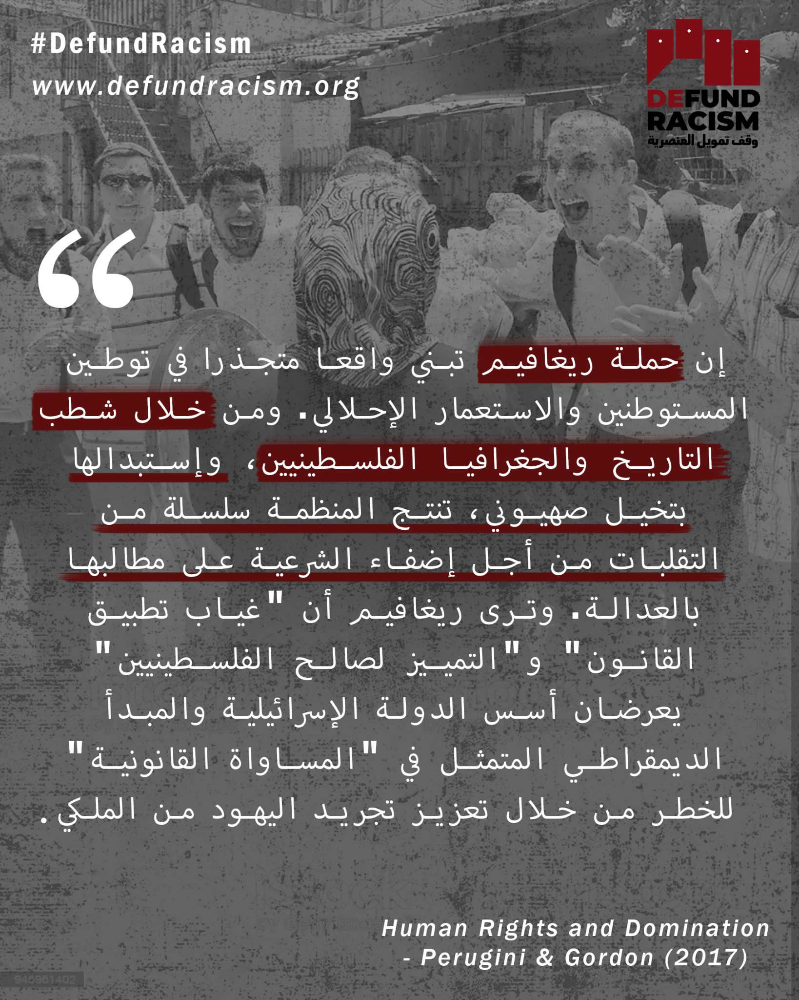 #DefundRacism
www.defundracism.org
DEFUND
RACISM
وقف تمويل العنصرية
إن حملة ريغافيم تبني واقعا متجذرا في توطين
المستوطنين والاستعمار الإحلالي. ومن خلال شطب
التاريخ والجغرافيا الفلسطينيين، وإستبدالها
بتخيل صهيوني، تنتج المنظمة سلسلة من
التقلبات من أجل إضفاء الشرعية على مطالبها
بالعدالة. وترى ريغافيم أن "غياب تطبيق
القانون" و"التمييز لصالح الفلسطينيين"
يعرضان أسس الدولة الإسرائيلية والمبدأ
الديمقراطي المتمثل في "المساواة القانونية"
للخطر من خلال تعزيز تجريد اليهود من الملكي.
iStock
Human Rights and Domination
- Perugini & Gordon (2017)
945961402